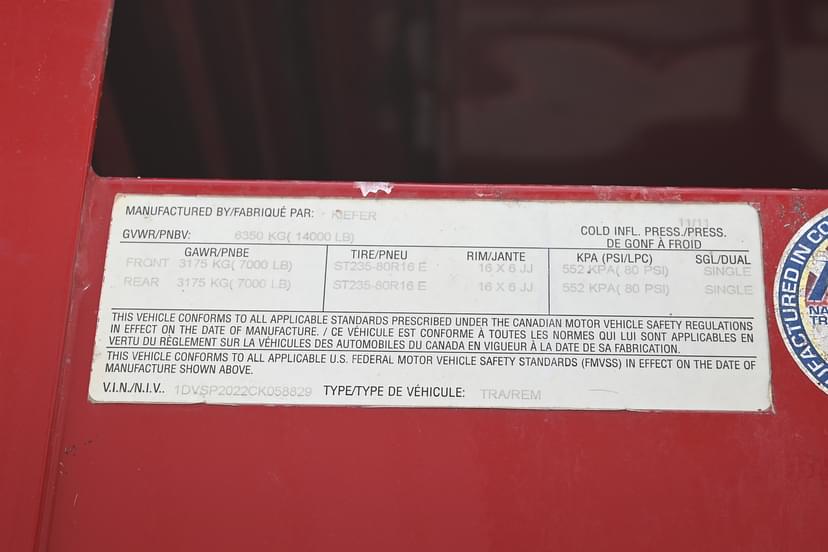 MANUFACTURED BY/FABRIQUÉ PAR: KIEFER
11/11
GVWR/PNBV: 6350 KG( 14000 LB)
COLD INFL. PRESS./PRESS.
DE GONF À FROID
GAWR/PNBE TIRE/PNEU RIM/JANTE KPA (PSI/LPC) SGL/DUAL
FRONT 3175 KG( 7000 LB) ST235-80R16 E 16 X 6 JJ 552 KPA( 80 PSI) SINGLE
REAR 3175 KG( 7000 LB) ST235-80R16 E 16 X 6 JJ 552 KPA( 80 PSI) SINGLE
THIS VEHICLE CONFORMS TO ALL APPLICABLE STANDARDS PRESCRIBED UNDER THE CANADIAN MOTOR VEHICLE SAFETY REGULATIONS
IN EFFECT ON THE DATE OF MANUFACTURE. / CE VÉHICULE EST CONFORME À TOUTES LES NORMES QUI LUI SONT APPLICABLES EN
VERTU DU RÈGLEMENT SUR LA VÉHICULES DES AUTOMOBILES DU CANADA EN VIGUEUR À LA DATE DE SA FABRICATION.
THIS VEHICLE CONFORMS TO ALL APPLICABLE U.S. FEDERAL MOTOR VEHICLE SAFETY STANDARDS (FMVSS) IN EFFECT ON THE DATE OF
MANUFACTURE SHOWN ABOVE.
V.I.N./N.I.V.. 1DVSP2022CK058829 TYPE/TYPE DE VÉHICULE: TRA/REM